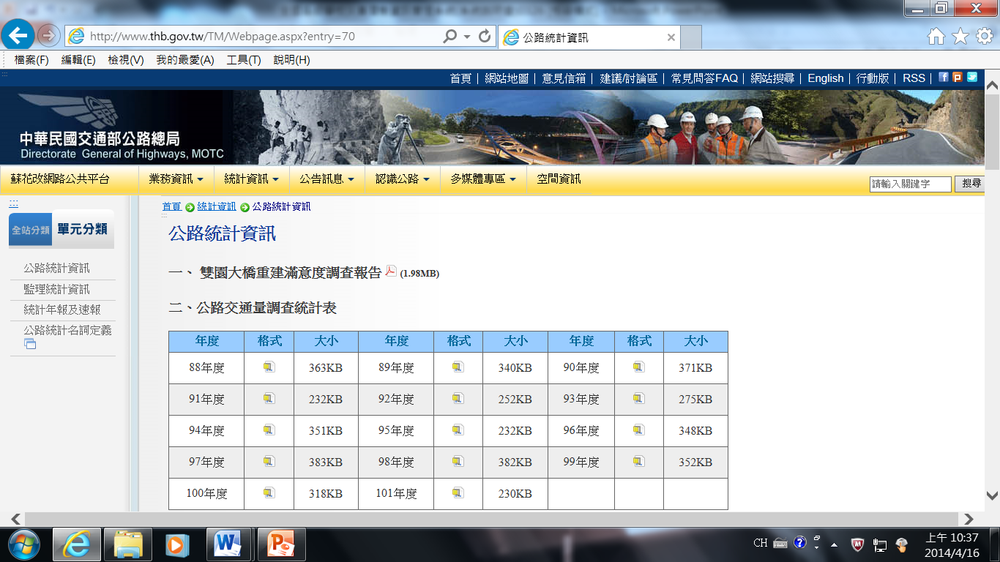 http://www.thb.gov.tw/TM/Webpage.aspx?entry=70
公路統計資訊
檔案(F) 編輯(E) 檢視(V) 我的最愛(A) 工具(T) 說明(H)
首頁 | 網站地圖 | 意見信箱 | 建議/討論區 | 常見問答FAQ | 網站搜尋 | English | 行動版 | RSS |
中華民國交通部公路總局
Directorate General of Highways, MOTC
蘇花改網路公共平台 業務資訊 統計資訊 公告訊息 認識公路 多媒體專區 空間資訊
請輸入關鍵字 搜尋
首頁 統計資訊 公路統計資訊
全站分類 單元分類
公路統計資訊
監理統計資訊
統計年報及速報
公路統計名詞定義
公路統計資訊
一、 雙園大橋重建滿意度調查報告 (1.98MB)
二、公路交通量調查統計表
年度 格式 大小 年度 格式 大小 年度 格式 大小
88年度 363KB 89年度 340KB 90年度 371KB
91年度 232KB 92年度 252KB 93年度 275KB
94年度 351KB 95年度 232KB 96年度 348KB
97年度 383KB 98年度 382KB 99年度 352KB
100年度 318KB 101年度 230KB
CH
上午 10:37
2014/4/16